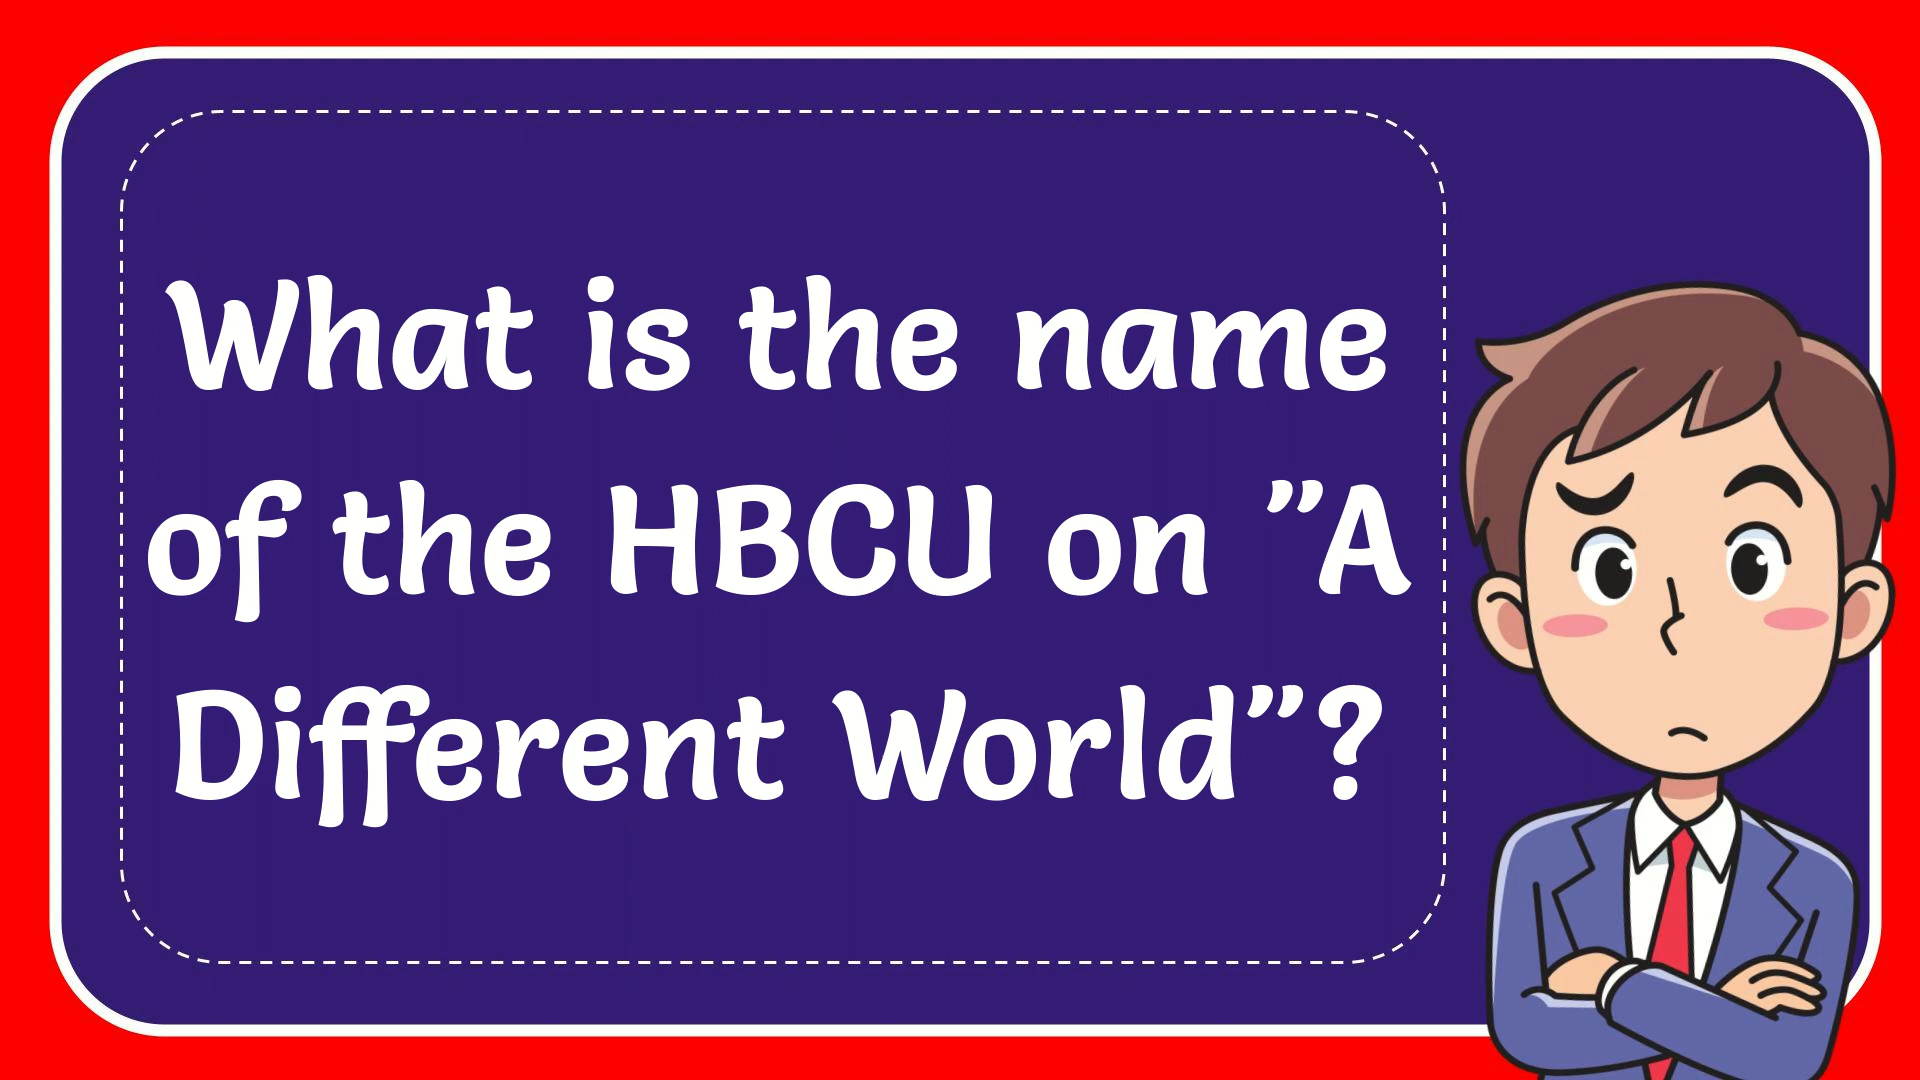 What is the name
of the HBCU on ”A
Different World”?